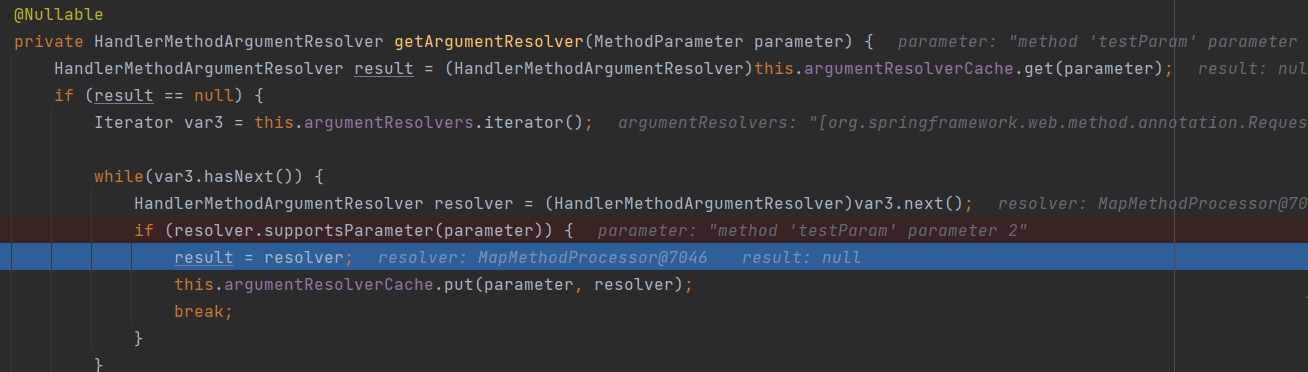 @Nullable
private HandlerMethodArgumentResolver getArgumentResolver(MethodParameter parameter) { parameter: "method 'testParam' parameter
HandlerMethodArgumentResolver result = (HandlerMethodArgumentResolver)this.argumentResolverCache.get(parameter); result: nul
if (result == null) {
Iterator var3 = this.argumentResolvers.iterator(); argumentResolvers: "[org.springframework.web.method.annotation.Reques
while(var3.hasNext()) {
HandlerMethodArgumentResolver resolver = (HandlerMethodArgumentResolver)var3.next(); resolver: MapMethodProcessor@70
if (resolver.supportsParameter(parameter)) { parameter: "method 'testParam' parameter 2"
result = resolver; resolver: MapMethodProcessor@7046 result: null
this.argumentResolverCache.put(parameter, resolver);
break;
}
}